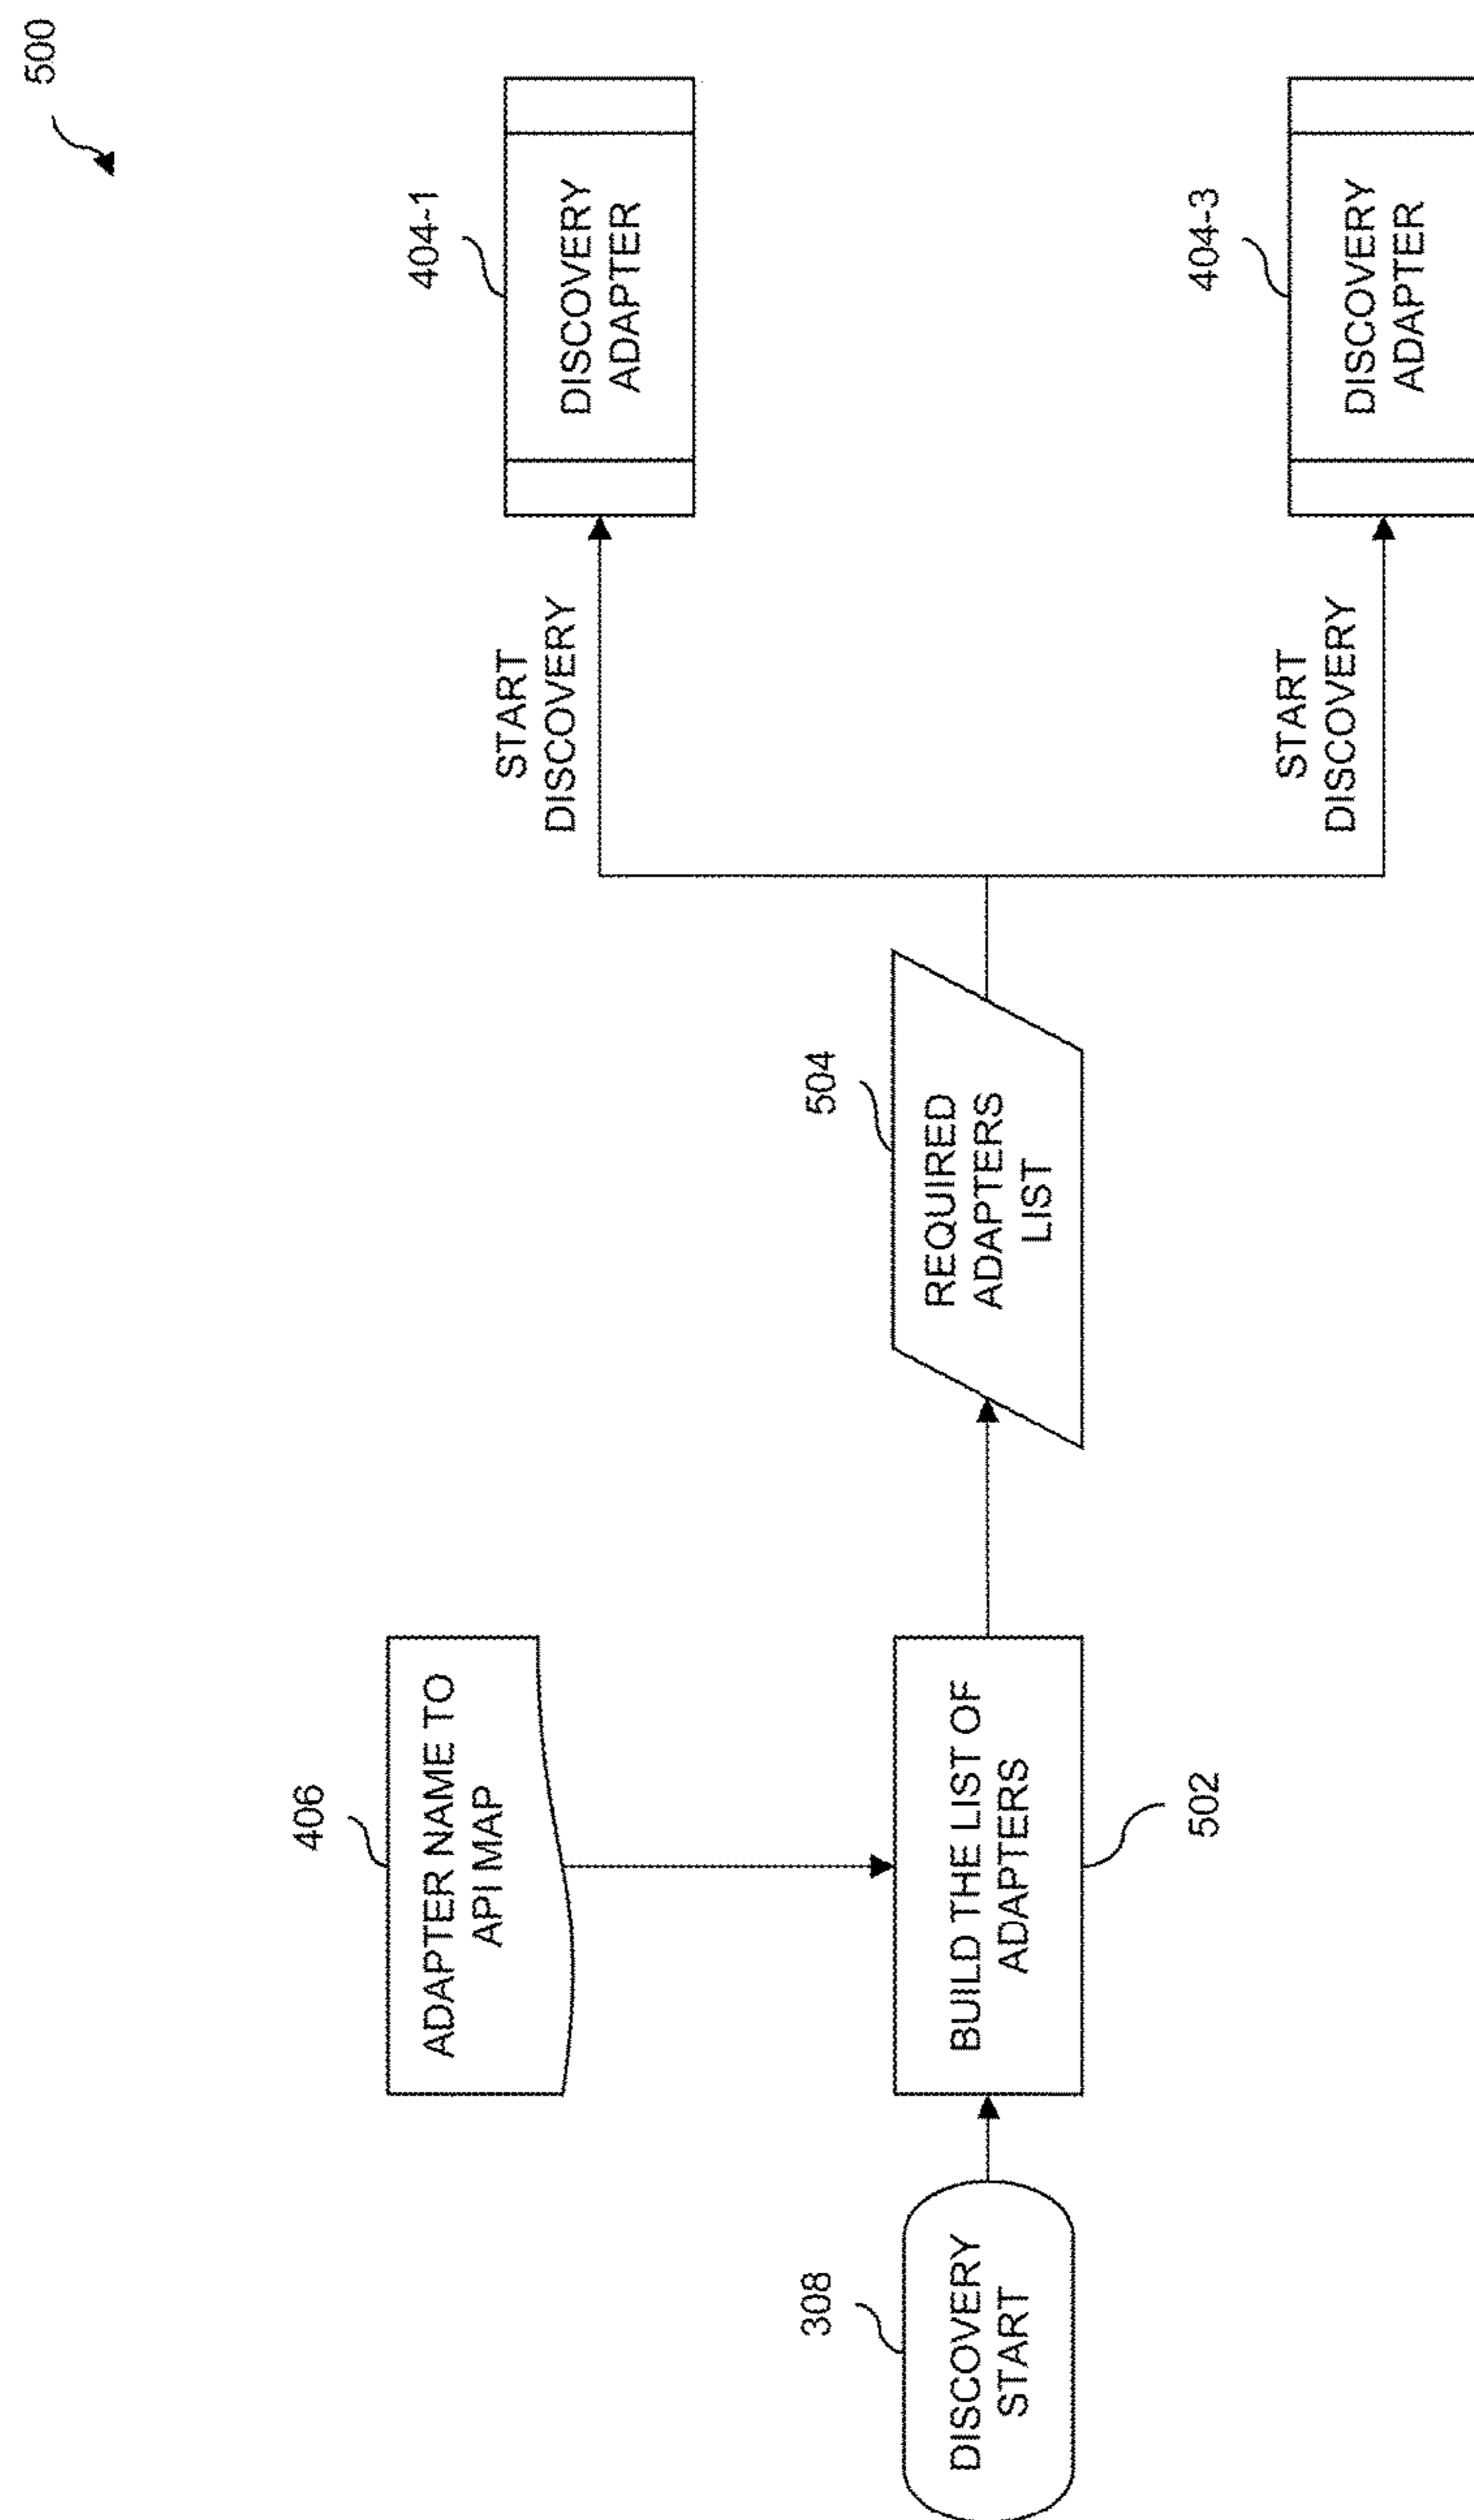 500
404-1
DISCOVERY
ADAPTER
START
DISCOVERY
406
ADAPTER NAME TO
API MAP
308
DISCOVERY
START
BUILD THE LIST OF
ADAPTERS
502
504
REQUIRED
ADAPTERS
LIST
START
DISCOVERY
404-3
DISCOVERY
ADAPTER